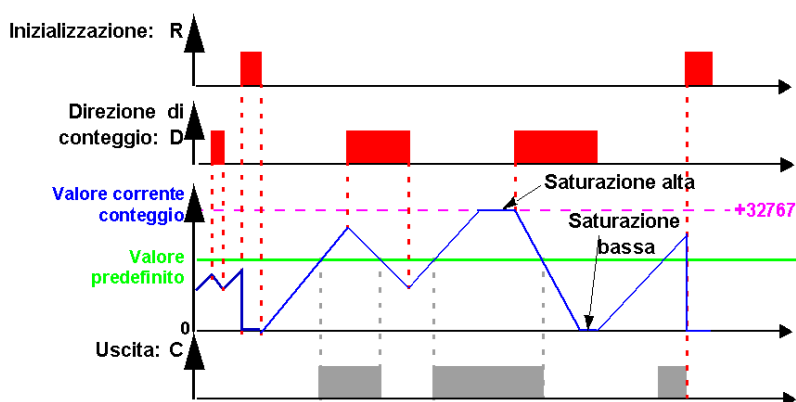 Inizializzazione: R
Direzione di
conteggio: D
Valore corrente
conteggio
Saturazione alta
+32767
Saturazione
bassa
Valore
predefinito
0
Uscita: C